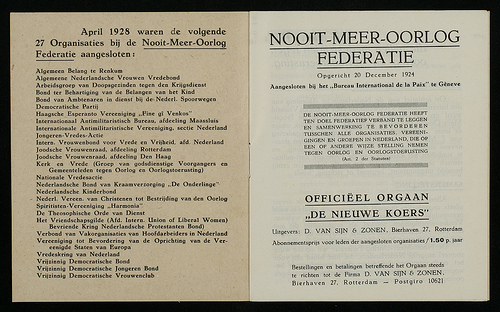 April 1928 waren de volgende
27 Organisaties bij de Nooit-Meer-Oorlog
Federatie aangesloten:
Algemeen Belang te Renkum
Algemeene Nederlandsche Vrouwen Vredebond
Arbeidsgroep van Doopsgezinden tegen den Krijgsdienst
Bond ter Behartiging van de Belangen van het Kind
Bond van Ambtenaren in dienst bij de Nederl. Spoorwegen
Democratische Partij
Haagsche Esperanto Vereeniging „Fine gi Venkos"
Internationaal Antimilitaristisch Bureau, afdeeling Maassluis
Internationale Antimilitaristische Vereeniging, sectie Nederland
Jongeren-Vredes-Actie
Intern. Vrouwenbond voor Vrede en Vrijheid, afd. Nederland
Joodsche Vrouwenraad, afdeeling Rotterdam
Joodsche Vrouwenraad, afdeeling Den Haag
Kerk en Vrede (Groep van godsdienstige Voorgangers en
Gemeenteleden tegen Oorlog en Oorlogstoerusting)
Nationale Vredesactie
Nederlandsche Bond van Kraamverzorging „De Onderlinge"
Nederlandsche Kinderbond
Nederl. Vereen. van Christenen tot Bestrijding van den Oorlog
Spiritisten-Vereeniging „Harmonia"
De Theosophische Orde van Dienst
Het Vriendschapsgilde (Afd. Intern. Union of Liberal Women)
Bevriende Kring Nederlandsche Protestanten Bond)
Verbond van Vakorganisaties van Hoofdarbeiders in Nederland
Vereeniging tot Bevordering van de Oprichting van de Ver-
eenigde Staten van Europa
Vredeskring van Nederland
Vrijzinnig Democratische Bond
Vrijzinnig Democratische Jongeren Bond
Vrijzinnig Democratische Vrouwenclub
NOOIT-MEER-OORLOG
FEDERATIE
Opgericht 20 December 1924
Aangesloten bij het „Bureau International de la Paix" te Genève
DE NOOIT-MEER-OORLOG FEDERATIE HEEFT
TEN DOEL FEDERATIEF VERBAND TE LEGGEN
EN SAMENWERKING TE BEVORDEREN
TUSSCHEN ALLE ORGANISATIES, VEREENI-
GINGEN EN GROEPEN IN NEDERLAND, DIE OP
EEN OF ANDERE WIJZE STELLING NEMEN
TEGEN OORLOG EN OORLOGSTOERUSTING
(Art. 2 der Statuten)
OFFICIËEL ORGAAN
„DE NIEUWE KOERS"
Uitgevers: D. VAN SIJN & ZONEN, Bierhaven 27, Rotterdam
Abonnementsprijs voor leden der aangesloten organisaties f 1.50 p. jaar
Bestellingen en betalingen betreffende het Orgaan steeds
te richten tot de Firma D. VAN SIJN & ZONEN,
Bierhaven 27, Rotterdam — Postgiro 10621